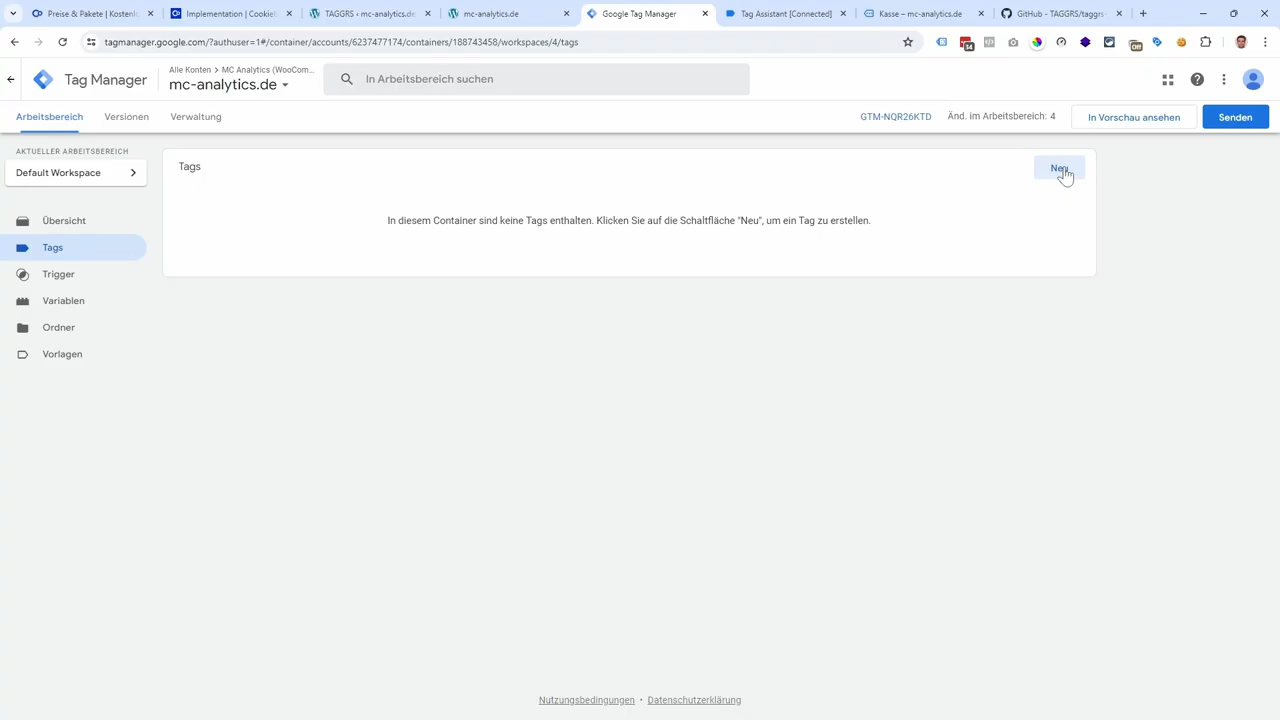 Preise & Pakete | Kostenlo
Implementation | CookieB
TAGGRS ‹ mc-analytics.de
mc-analytics.de
Google Tag Manager
Tag Assistant [Connected]
Kasse – mc-analytics.de
GitHub - TAGGRS/taggrs-
tagmanager.google.com/?authuser=1#/container/accounts/6237477174/containers/188743458/workspaces/4/tags
14
Off
Tag Manager
Alle Konten > MC Analytics (WooCom...
mc-analytics.de
In Arbeitsbereich suchen
Arbeitsbereich
Versionen
Verwaltung
GTM-NQR26KTD
Änd. im Arbeitsbereich: 4
In Vorschau ansehen
Senden
AKTUELLER ARBEITSBEREICH
Default Workspace
Übersicht
Tags
Trigger
Variablen
Ordner
Vorlagen
Tags
Neu
In diesem Container sind keine Tags enthalten. Klicken Sie auf die Schaltfläche "Neu", um ein Tag zu erstellen.
Nutzungsbedingungen • Datenschutzerklärung